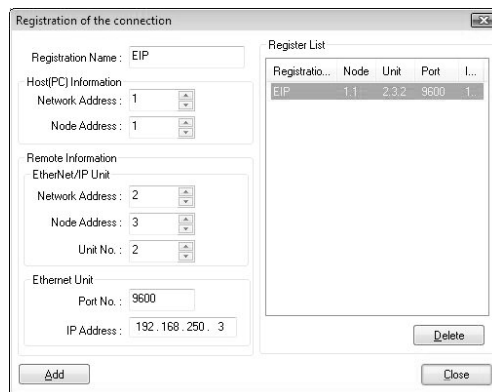 Registration of the connection
Registration Name : EIP
Host(PC) Information
Network Address : 1
Node Address : 1
Remote Information
EtherNet/IP Unit
Network Address : 2
Node Address : 3
Unit No. : 2
Ethernet Unit
Port No. : 9600
IP Address : 192 . 168 . 250 . 3
Add
Register List
Registratio... Node Unit Port I...
EIP 1.1 2.3.2 9600 1..
Delete
Close